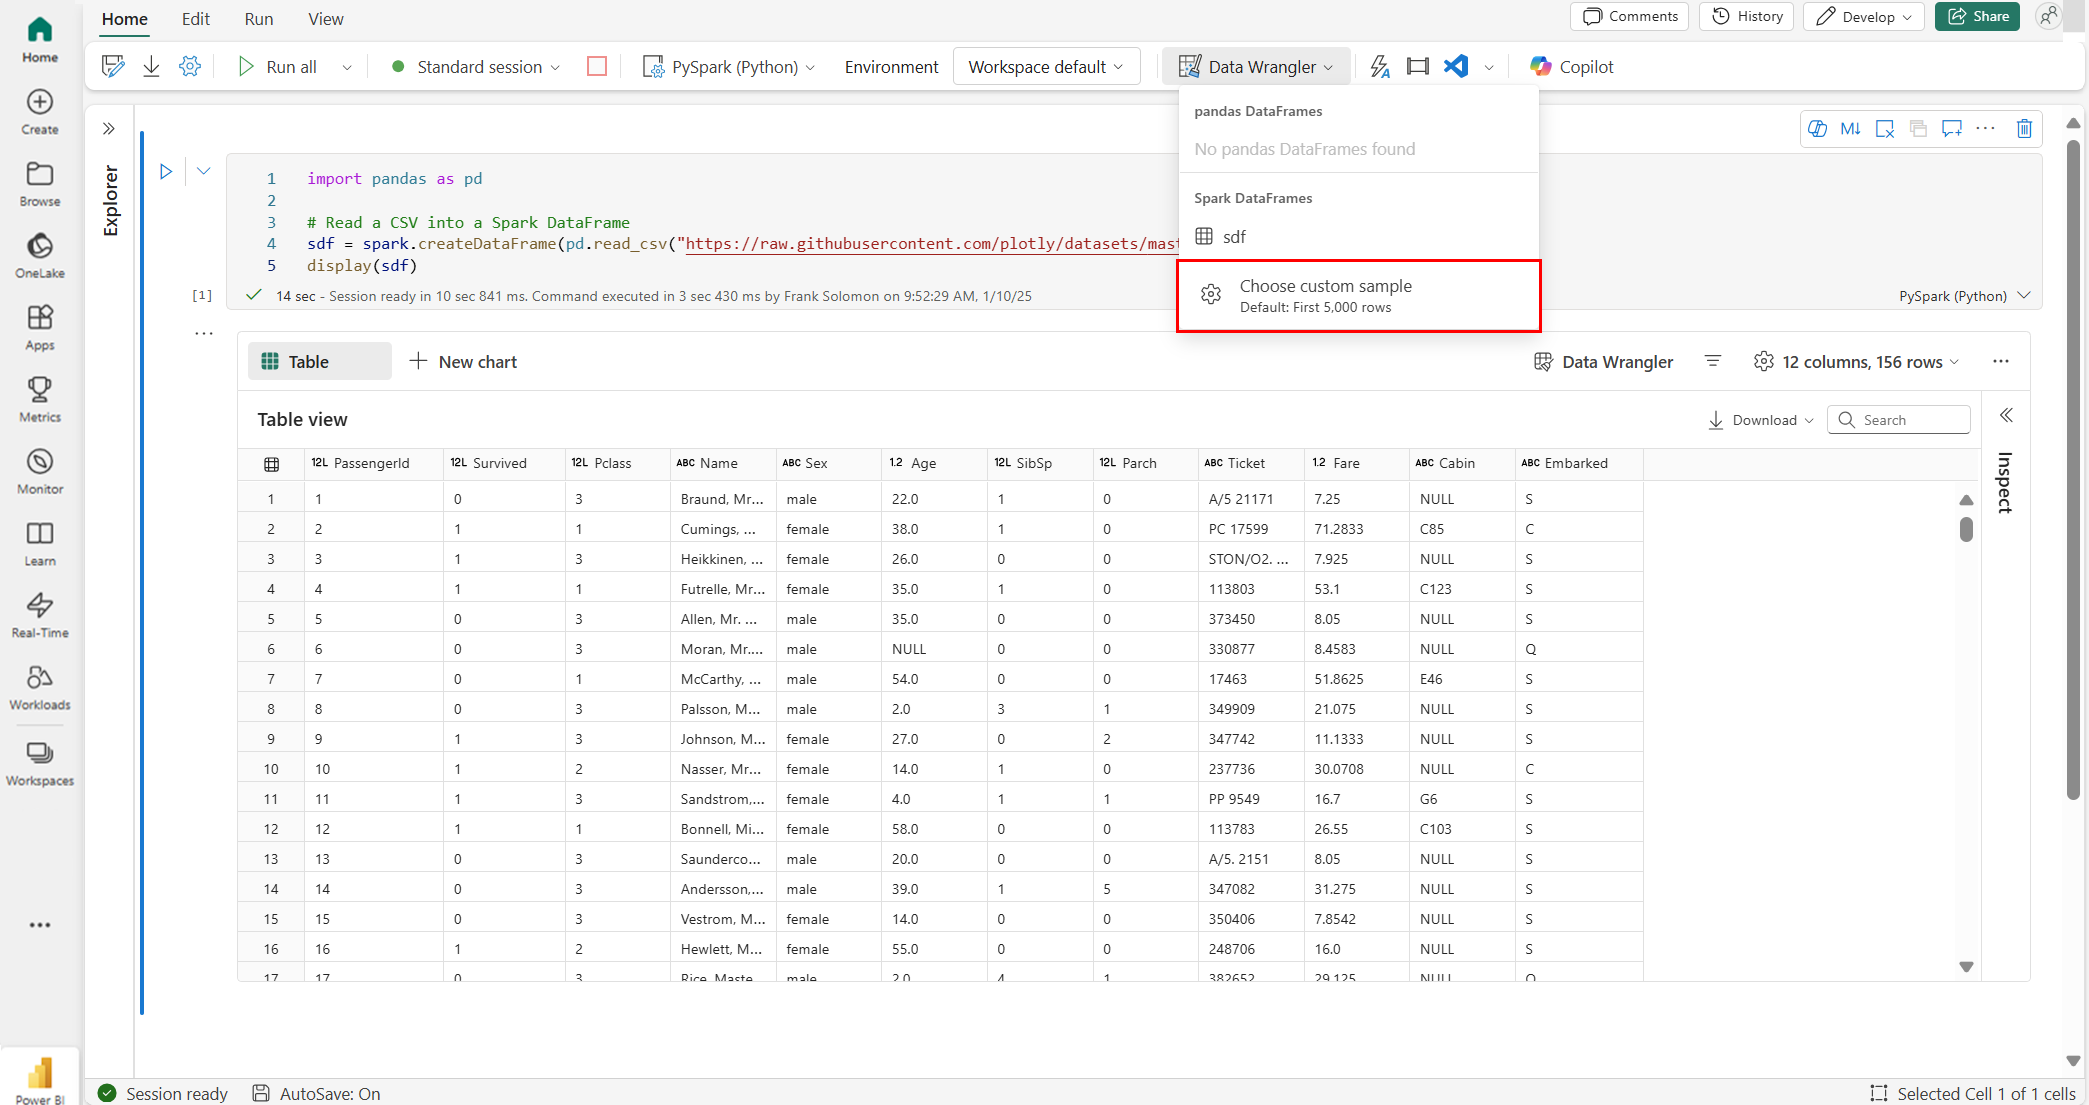 Home Edit Run View
Comments History Develop Share
Run all Standard session PySpark (Python) Environment Workspace default Data Wrangler Copilot
Home
Create
Browse
OneLake
Apps
Metrics
Monitor
Learn
Real-Time
Workloads
Workspaces
Power BI
Explorer
pandas DataFrames
No pandas DataFrames found
Spark DataFrames
sdf
Choose custom sample
Default: First 5,000 rows
M↓
1 import pandas as pd
2
3 # Read a CSV into a Spark DataFrame
4 sdf = spark.createDataFrame(pd.read_csv("https://raw.githubusercontent.com/plotly/datasets/mast
5 display(sdf)
[1] 14 sec - Session ready in 10 sec 841 ms. Command executed in 3 sec 430 ms by Frank Solomon on 9:52:29 AM, 1/10/25
PySpark (Python)
Table New chart Data Wrangler 12 columns, 156 rows
Table view Download Search
Inspect
12L PassengerId 12L Survived 12L Pclass ABC Name ABC Sex 1.2 Age 12L SibSp 12L Parch ABC Ticket 1.2 Fare ABC Cabin ABC Embarked
1 1 0 3 Braund, Mr... male 22.0 1 0 A/5 21171 7.25 NULL S
2 2 1 1 Cumings, ... female 38.0 1 0 PC 17599 71.2833 C85 C
3 3 1 3 Heikkinen, ... female 26.0 0 0 STON/O2. ... 7.925 NULL S
4 4 1 1 Futrelle, Mr... female 35.0 1 0 113803 53.1 C123 S
5 5 0 3 Allen, Mr. ... male 35.0 0 0 373450 8.05 NULL S
6 6 0 3 Moran, Mr.... male NULL 0 0 330877 8.4583 NULL Q
7 7 0 1 McCarthy, ... male 54.0 0 0 17463 51.8625 E46 S
8 8 0 3 Palsson, M... male 2.0 3 1 349909 21.075 NULL S
9 9 1 3 Johnson, M... female 27.0 0 2 347742 11.1333 NULL S
10 10 1 2 Nasser, Mr... female 14.0 1 0 237736 30.0708 NULL C
11 11 1 3 Sandstrom,... female 4.0 1 1 PP 9549 16.7 G6 S
12 12 1 1 Bonnell, Mi... female 58.0 0 0 113783 26.55 C103 S
13 13 0 3 Saunderco... male 20.0 0 0 A/5. 2151 8.05 NULL S
14 14 0 3 Andersson,... male 39.0 1 5 347082 31.275 NULL S
15 15 0 3 Vestrom, M... female 14.0 0 0 350406 7.8542 NULL S
16 16 1 2 Hewlett, M... female 55.0 0 0 248706 16.0 NULL S
17 17 0 3 Rice, Maste male 2.0 4 1 382652 29.125 NULL Q
Session ready AutoSave: On Selected Cell 1 of 1 cells